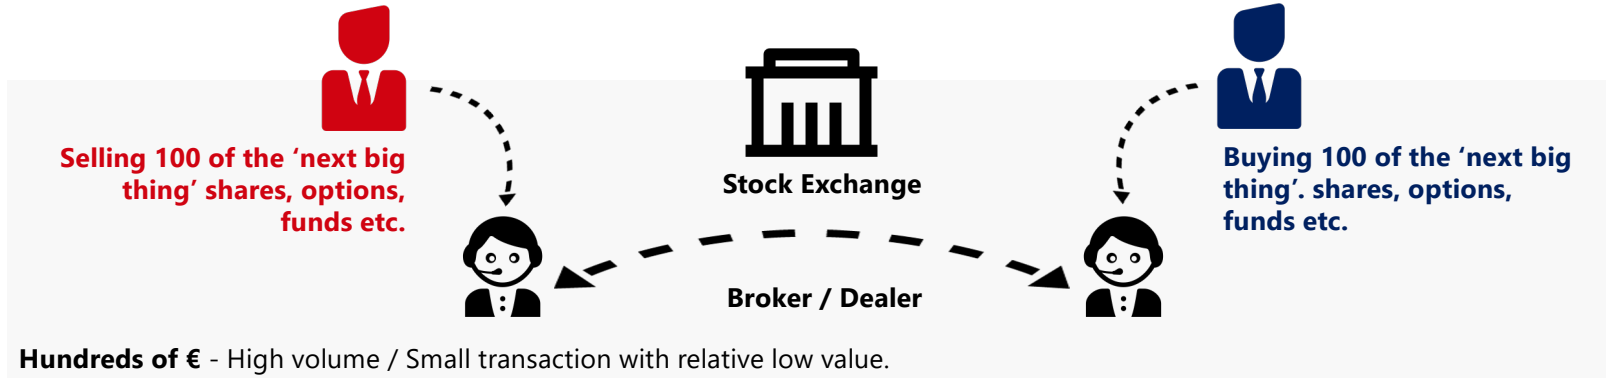 Selling 100 of the ‘next big
thing’ shares, options,
funds etc.
Stock Exchange
Buying 100 of the ‘next big
thing’. shares, options,
funds etc.
Broker / Dealer
Hundreds of € - High volume / Small transaction with relative low value.